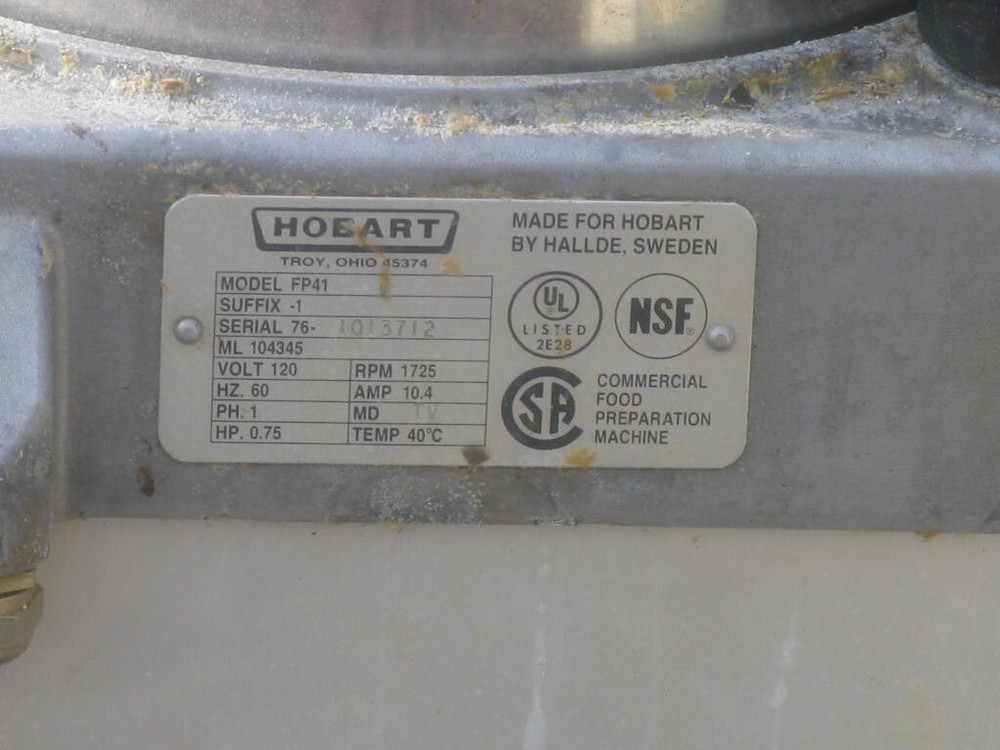 HOBART
TROY, OHIO 45374
MODEL FP41
SUFFIX -1
SERIAL 76- 1013712
ML 104345
VOLT 120 RPM 1725
HZ. 60 AMP 10.4
PH. 1 MD IV
HP. 0.75 TEMP 40°C
MADE FOR HOBART
BY HALLDE, SWEDEN
UL
LISTED
2E28
NSF®
SA
COMMERCIAL
FOOD
PREPARATION
MACHINE